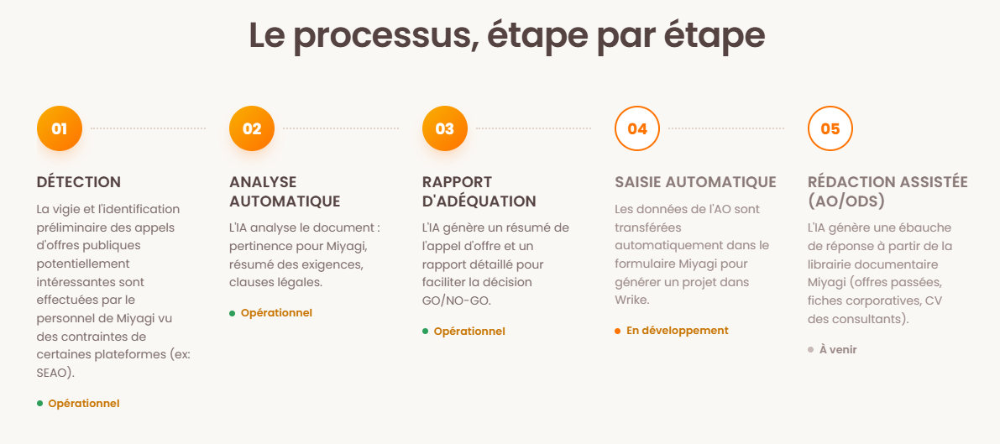 Le processus, étape par étape
01
DÉTECTION
La vigie et l'identification
préliminaire des appels
d'offres publiques
potentiellement
intéressantes sont
effectuées par le
personnel de Miyagi vu
des contraintes de
certaines plateformes (ex:
SEAO).
Opérationnel
02
ANALYSE
AUTOMATIQUE
L'IA analyse le document :
pertinence pour Miyagi,
résumé des exigences,
clauses légales.
Opérationnel
03
RAPPORT
D'ADÉQUATION
L'IA génère un résumé de
l'appel d'offre et un
rapport détaillé pour
faciliter la décision
GO/NO-GO.
Opérationnel
04
SAISIE AUTOMATIQUE
Les données de l'AO sont
transférées
automatiquement dans le
formulaire Miyagi pour
générer un projet dans
Wrike.
En développement
05
RÉDACTION ASSISTÉE
(AO/ODS)
L'IA génère une ébauche
de réponse à partir de la
librairie documentaire
Miyagi (offres passées,
fiches corporatives, CV
des consultants).
À venir